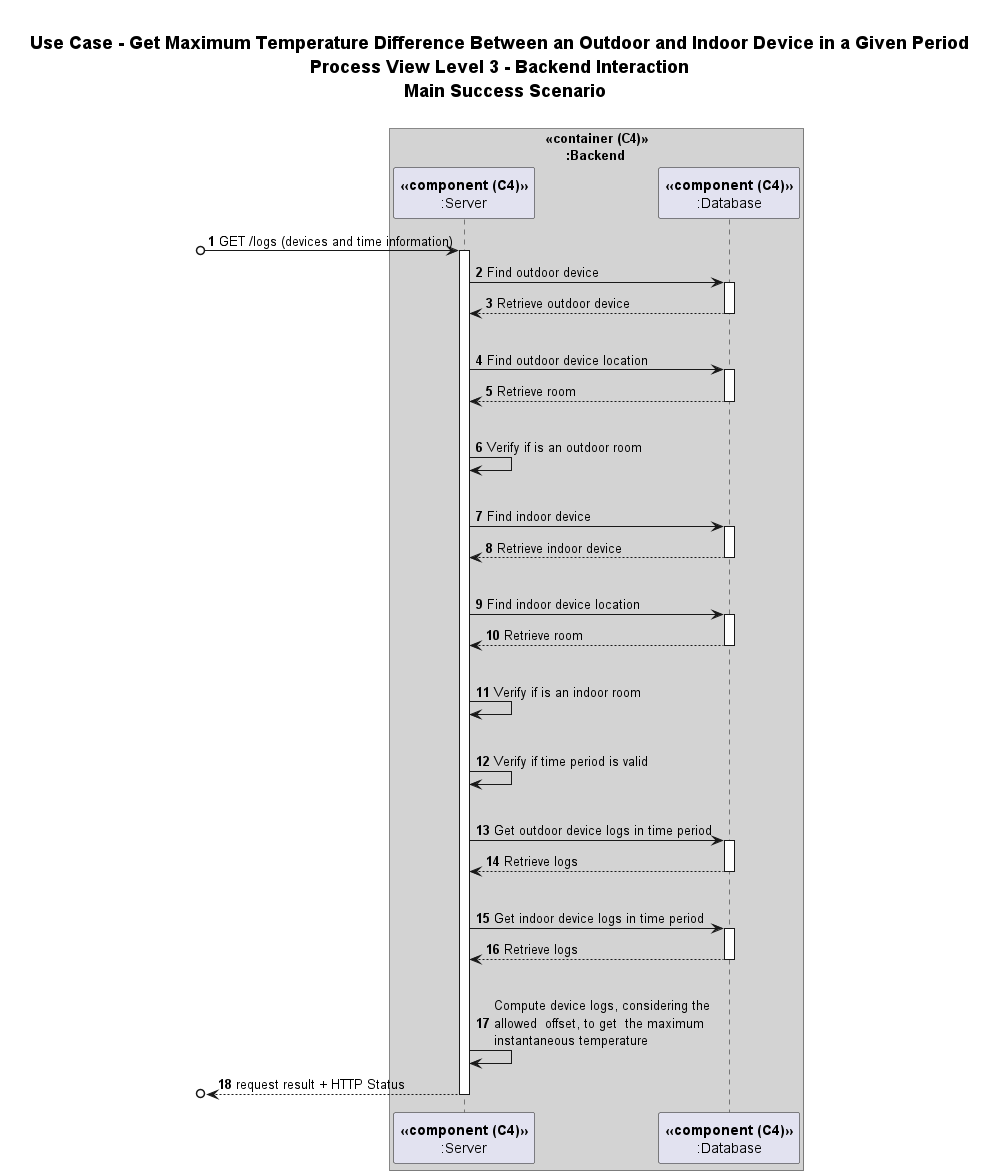 Use Case - Get Maximum Temperature Difference Between an Outdoor and Indoor Device in a Given Period
Process View Level 3 - Backend Interaction
Main Success Scenario
«container (C4)»
:Backend
«component (C4)»
:Server
«component (C4)»
:Database
1 GET /logs (devices and time information)
2 Find outdoor device
3 Retrieve outdoor device
4 Find outdoor device location
5 Retrieve room
6 Verify if is an outdoor room
7 Find indoor device
8 Retrieve indoor device
9 Find indoor device location
10 Retrieve room
11 Verify if is an indoor room
12 Verify if time period is valid
13 Get outdoor device logs in time period
14 Retrieve logs
15 Get indoor device logs in time period
16 Retrieve logs
Compute device logs, considering the
17 allowed  offset, to get  the maximum
instantaneous temperature
18 request result + HTTP Status
«component (C4)»
:Server
«component (C4)»
:Database